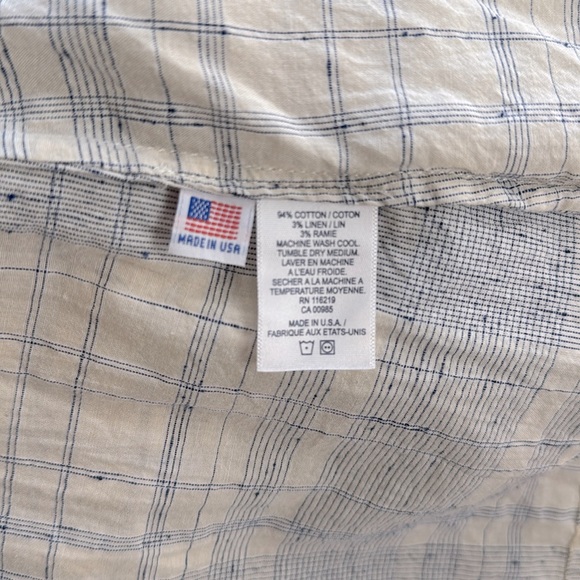 MADE IN USA
94% COTTON / COTON
3% LINEN / LIN
3% RAMIE
MACHINE WASH COOL.
TUMBLE DRY MEDIUM.
LAVER EN MACHINE
A L'EAU FROIDE.
SECHER A LA MACHINE A
TEMPERATURE MOYENNE.
RN 116219
CA 00985
MADE IN U.S.A. /
FABRIQUE AUX ETATS-UNIS